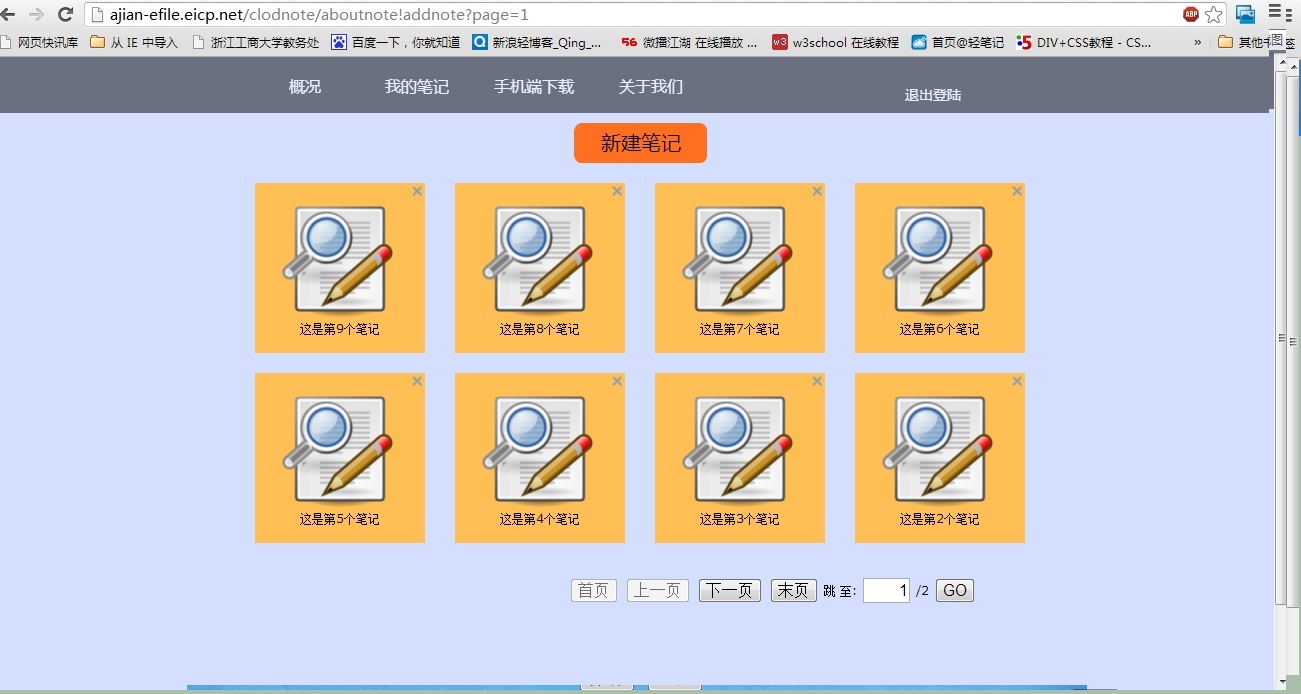 ajian-efile.eicp.net/clodnote/aboutnote!addnote?page=1 ABP
网页快讯库 从 IE 中导入 浙江工商大学教务处 百度一下，你就知道 新浪轻博客_Qing_... 56 微播江湖 在线播放 ... w3 w3school 在线教程 首页@轻笔记 5 DIV+CSS教程 - CS... » 其他书签
概况 我的笔记 手机端下载 关于我们 退出登陆
新建笔记
这是第9个笔记 这是第8个笔记 这是第7个笔记 这是第6个笔记
这是第5个笔记 这是第4个笔记 这是第3个笔记 这是第2个笔记
首页 上一页 下一页 末页 跳 至: 1 /2 GO